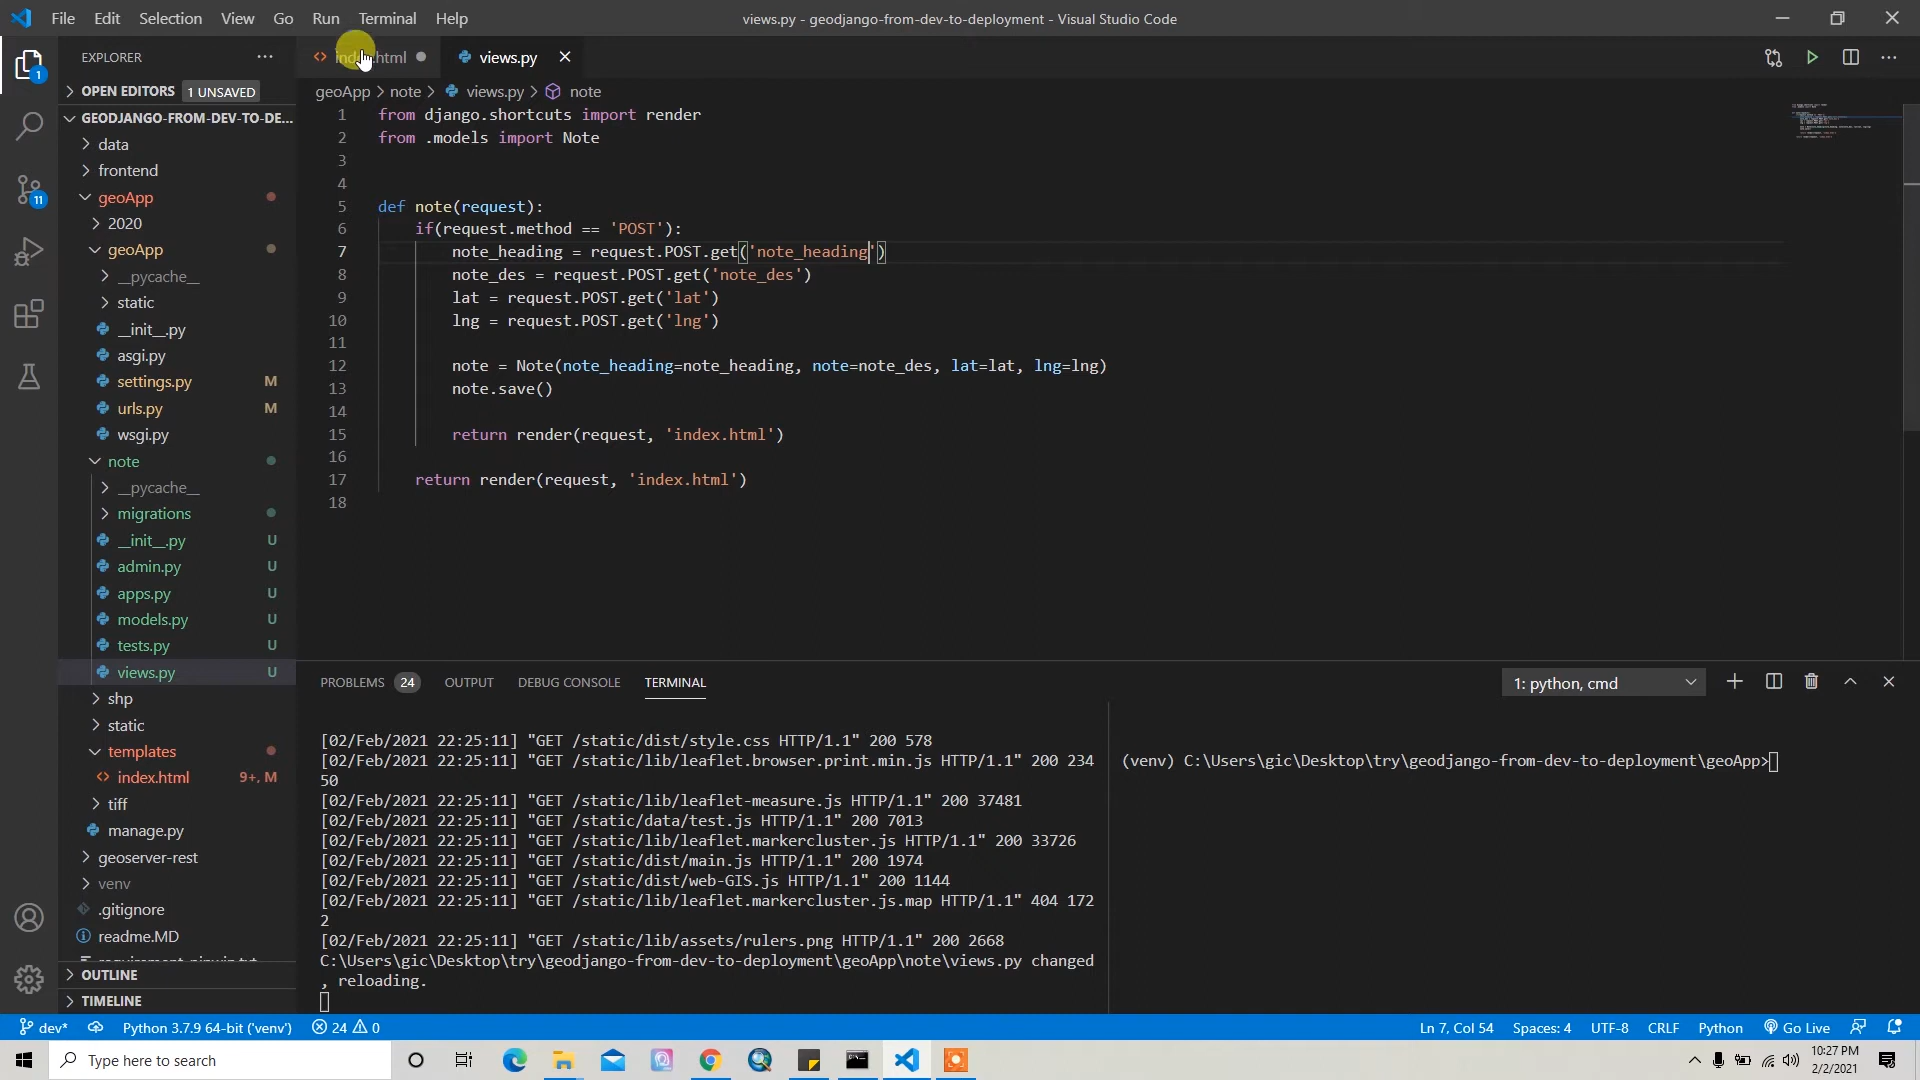 File Edit Selection View Go Run Terminal Help
views.py - geodjango-from-dev-to-deployment - Visual Studio Code
EXPLORER
views.py
OPEN EDITORS 1 UNSAVED
geoApp > note > views.py > note
GEODJANGO-FROM-DEV-TO-DE...
data
frontend
geoApp
2020
geoApp
__pycache__
static
__init__.py
asgi.py
settings.py M
urls.py M
wsgi.py
note
__pycache__
migrations
__init__.py U
admin.py U
apps.py U
models.py U
tests.py U
views.py U
shp
static
templates
index.html 9+, M
tiff
manage.py
geoserver-rest
venv
.gitignore
readme.MD
OUTLINE
TIMELINE
1 from django.shortcuts import render
2 from .models import Note
3
4
5 def note(request):
6 if(request.method == 'POST'):
7 note_heading = request.POST.get('note_heading')
8 note_des = request.POST.get('note_des')
9 lat = request.POST.get('lat')
10 lng = request.POST.get('lng')
11
12 note = Note(note_heading=note_heading, note=note_des, lat=lat, lng=lng)
13 note.save()
14
15 return render(request, 'index.html')
16
17 return render(request, 'index.html')
18
PROBLEMS 24 OUTPUT DEBUG CONSOLE TERMINAL
1: python, cmd
[02/Feb/2021 22:25:11] "GET /static/dist/style.css HTTP/1.1" 200 578
[02/Feb/2021 22:25:11] "GET /static/lib/leaflet.browser.print.min.js HTTP/1.1" 200 234
50
[02/Feb/2021 22:25:11] "GET /static/lib/leaflet-measure.js HTTP/1.1" 200 37481
[02/Feb/2021 22:25:11] "GET /static/data/test.js HTTP/1.1" 200 7013
[02/Feb/2021 22:25:11] "GET /static/lib/leaflet.markercluster.js HTTP/1.1" 200 33726
[02/Feb/2021 22:25:11] "GET /static/dist/main.js HTTP/1.1" 200 1974
[02/Feb/2021 22:25:11] "GET /static/dist/web-GIS.js HTTP/1.1" 200 1144
[02/Feb/2021 22:25:11] "GET /static/lib/leaflet.markercluster.js.map HTTP/1.1" 404 172
2
[02/Feb/2021 22:25:11] "GET /static/lib/assets/rulers.png HTTP/1.1" 200 2668
C:\Users\gic\Desktop\try\geodjango-from-dev-to-deployment\geoApp\note\views.py changed
, reloading.
(venv) C:\Users\gic\Desktop\try\geodjango-from-dev-to-deployment\geoApp>
dev* Python 3.7.9 64-bit ('venv') 24 0
Ln 7, Col 54 Spaces: 4 UTF-8 CRLF Python Go Live
1
11
Type here to search
10:27 PM
2/2/2021